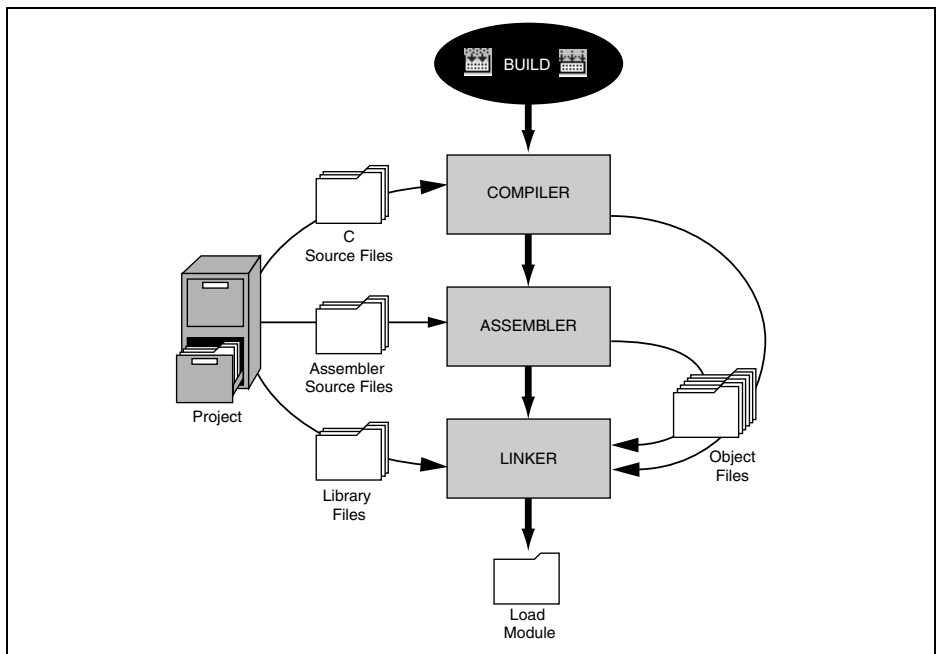 BUILD
COMPILER
C
Source Files
ASSEMBLER
Assembler
Source Files
Project
LINKER
Object
Files
Library
Files
Load
Module